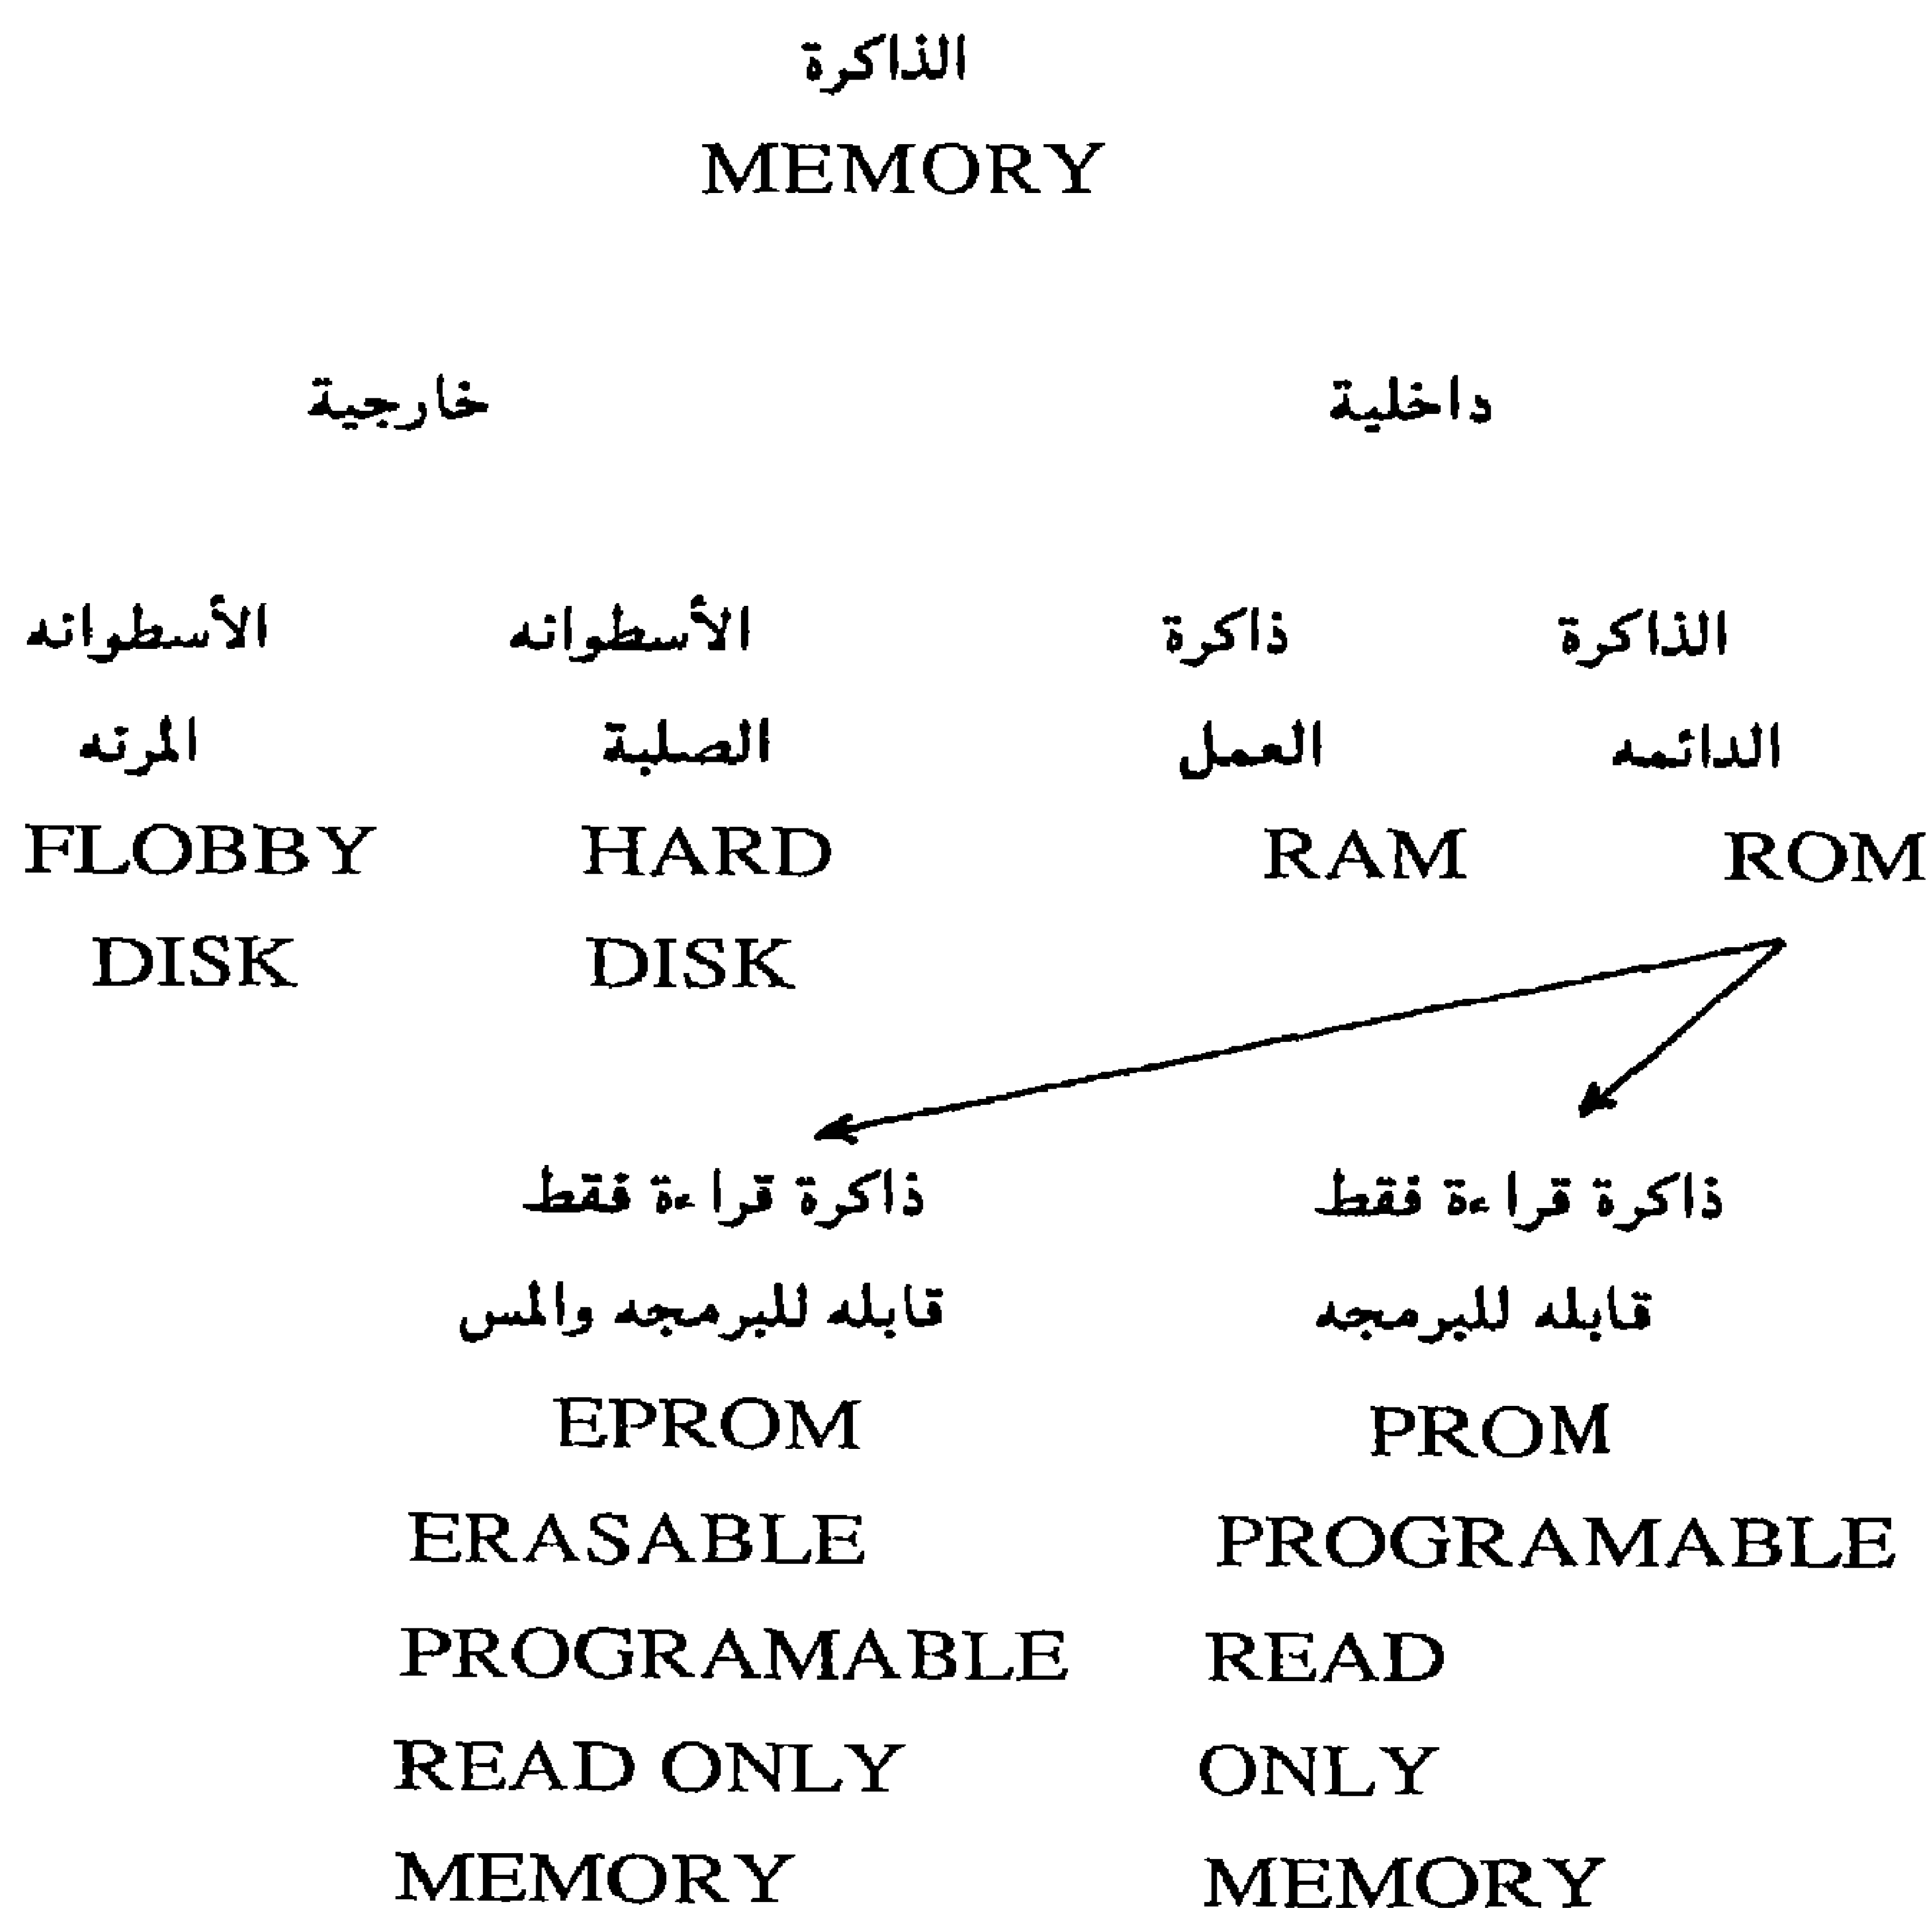 الذاكرة
MEMORY
داخلية
خارجية
الذاكرة
الدائمه
ROM
ذاكرة
العمل
RAM
الأسطوانه
الصلبة
HARD
DISK
الأسطوانه
المرنه
FLOBBY
DISK
ذاكرة قراءة فقط
قابله للبرمجه
PROM
PROGRAMABLE
READ
ONLY
MEMORY
ذاكرة قراءة فقط
قابله للبرمجه والمس
EPROM
ERASABLE
PROGRAMABLE
READ ONLY
MEMORY